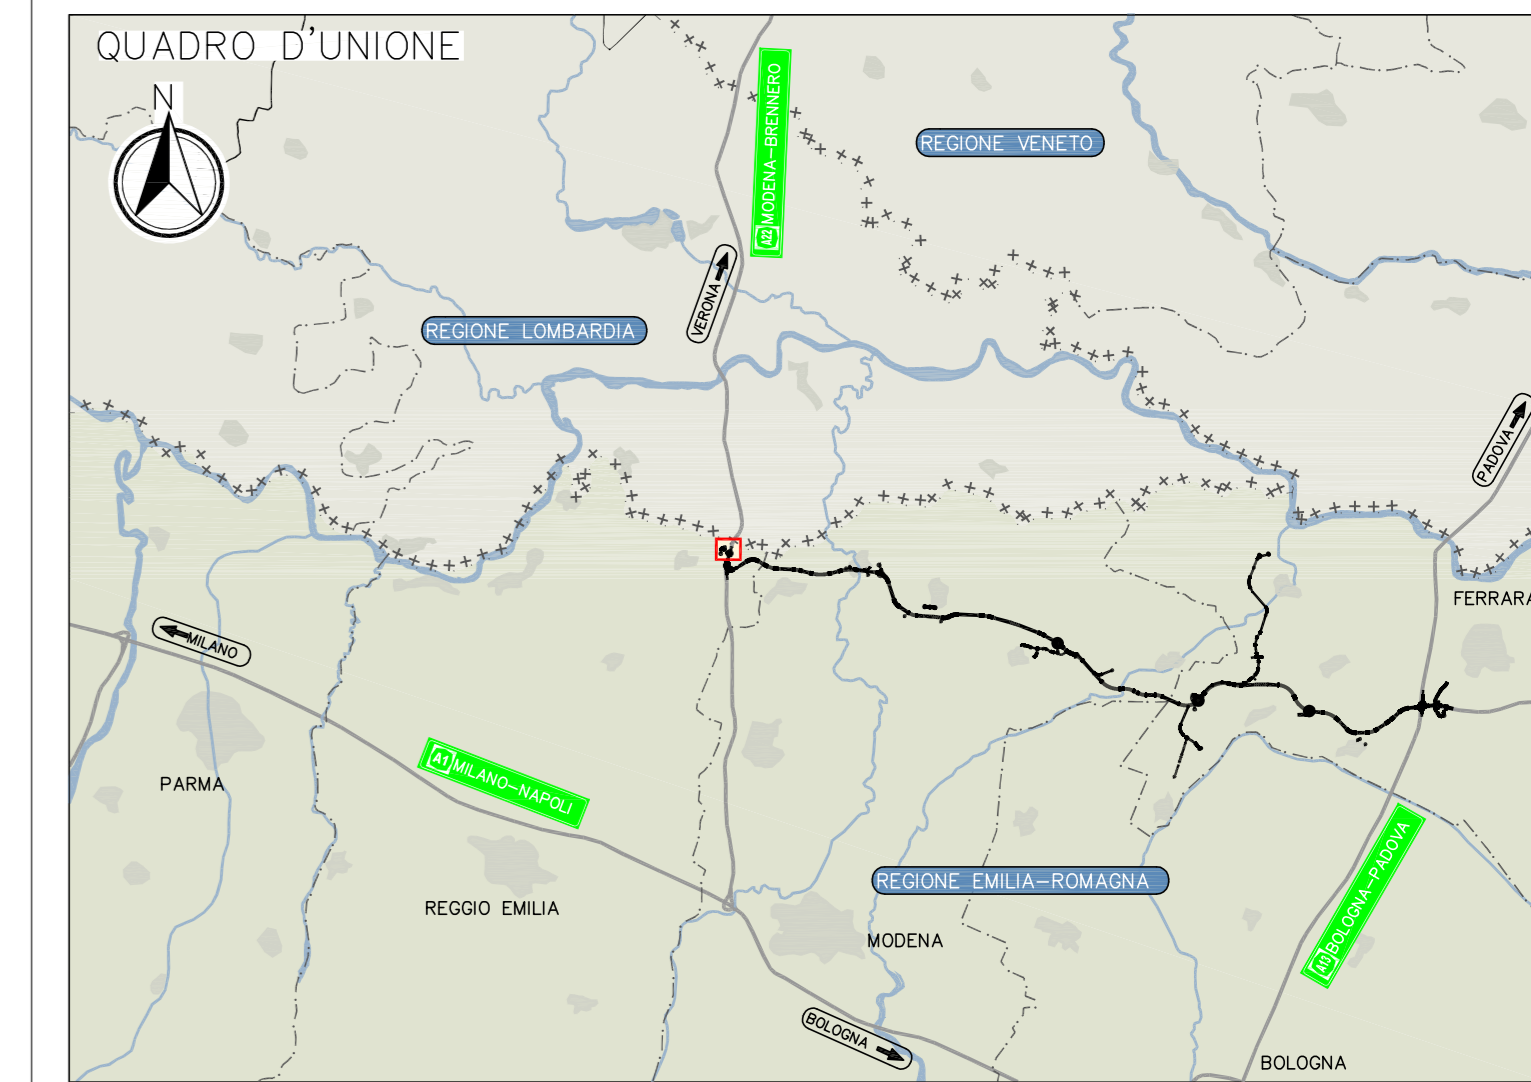 QUADRO D'UNIONE
N
A22 MODENA-BRENNERO
REGIONE VENETO
VERONA
REGIONE LOMBARDIA
PADOVA
FERRARA
MILANO
A1 MILANO-NAPOLI
PARMA
REGIONE EMILIA-ROMAGNA
A13 BOLOGNA-PADOVA
REGGIO EMILIA
MODENA
BOLOGNA
BOLOGNA